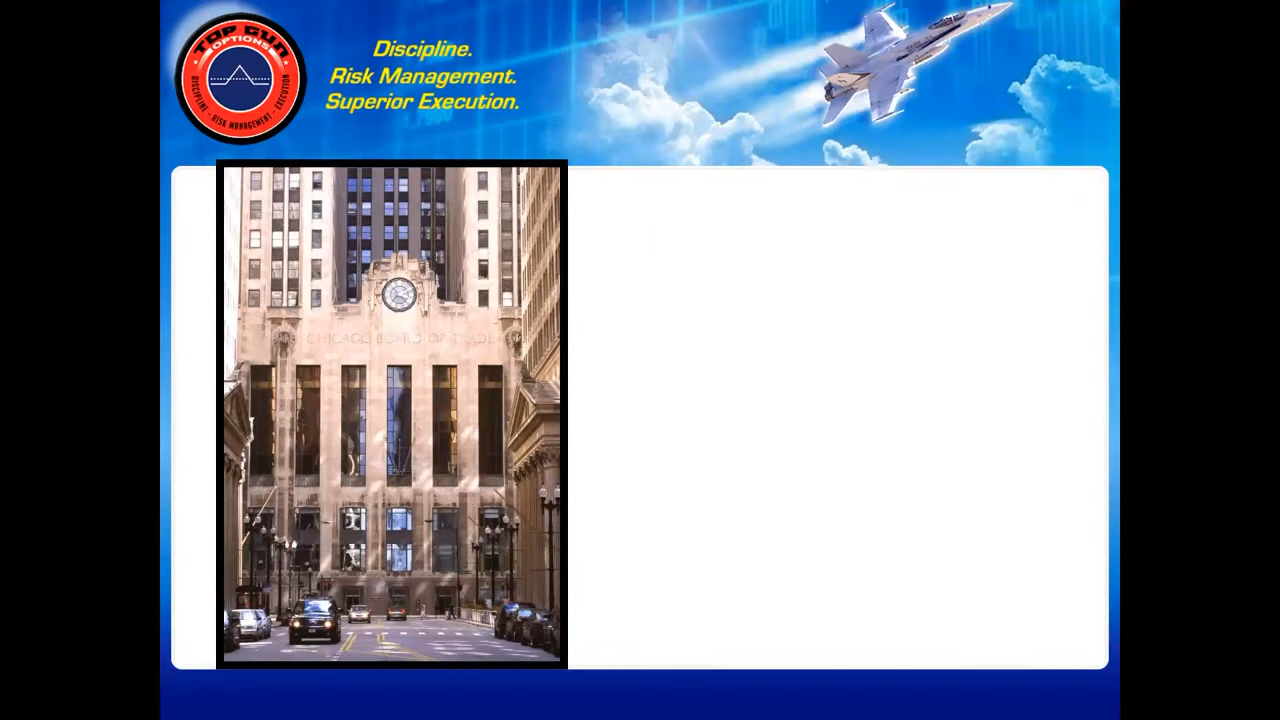 TOP GUN
OPTIONS
DISCIPLINE - RISK MANAGEMENT - EXECUTION
Discipline.
Risk Management.
Superior Execution.
CHICAGO BOARD OF TRADE